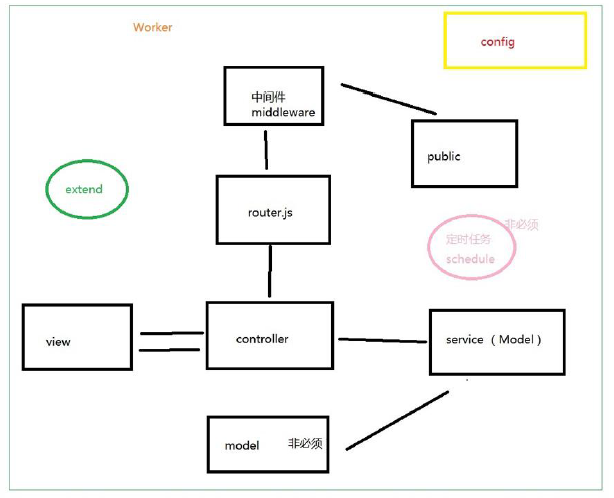 Worker
config
中间件
middleware
public
extend
router.js
非必须
定时任务
schedule
view
controller
service （Model）
model 非必须